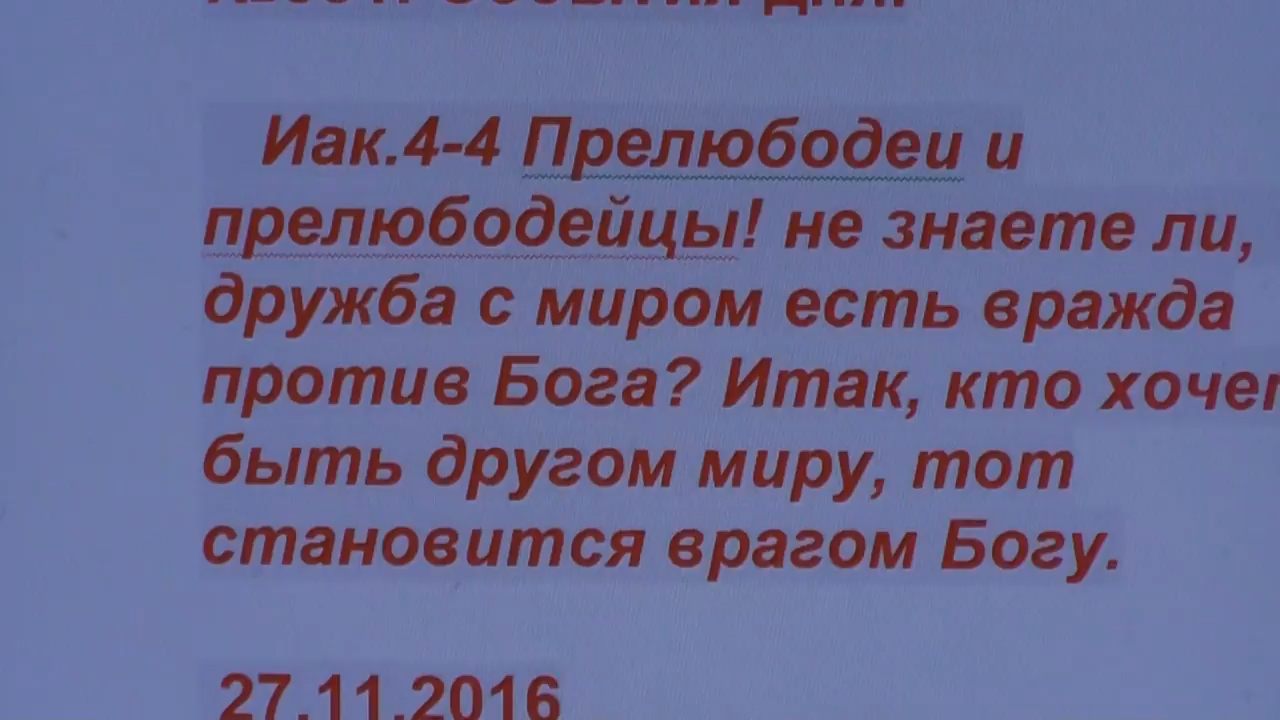 Иак.4-4 Прелюбодеи и
прелюбодейцы! не знаете ли,
дружба с миром есть вражда
против Бога? Итак, кто хочет
быть другом миру, тот
становится врагом Богу.
27.11.2016